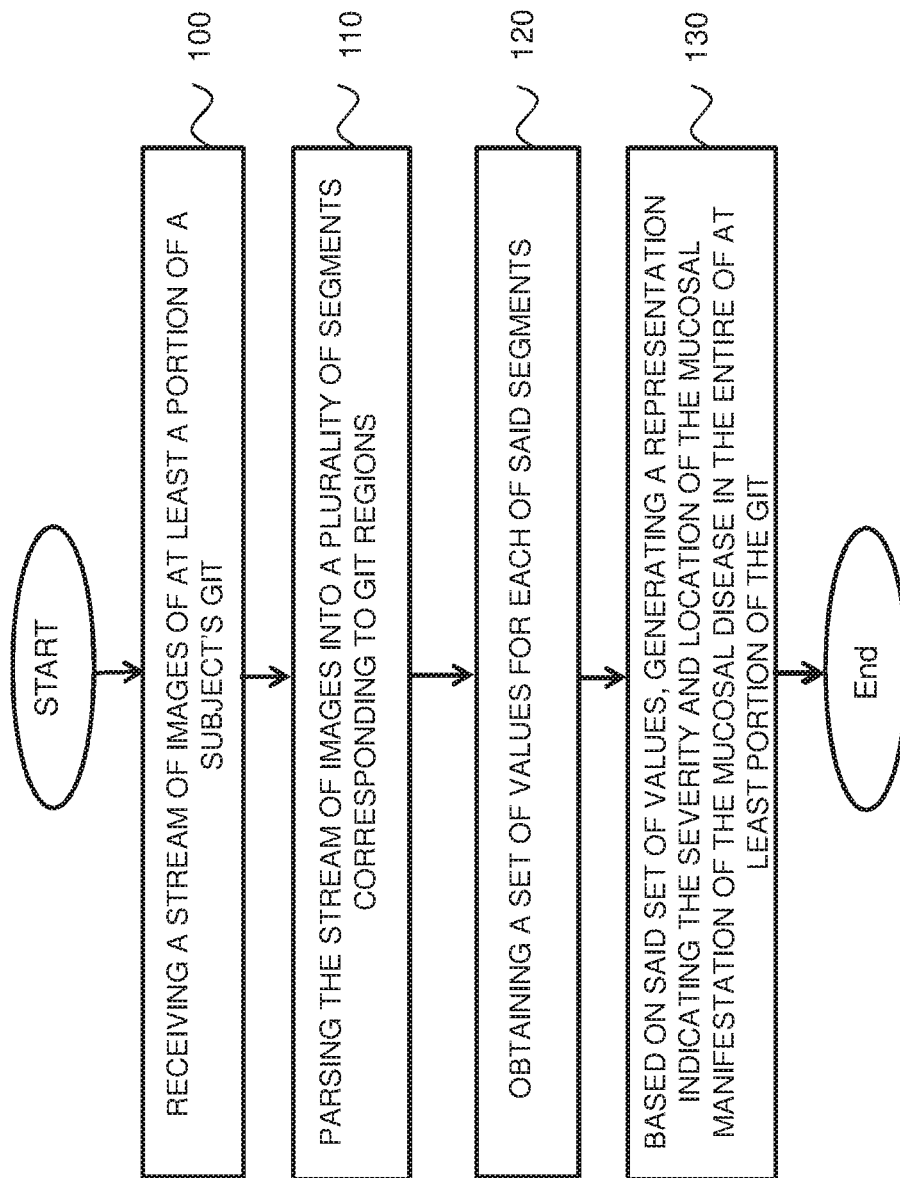 START
RECEIVING A STREAM OF IMAGES OF AT LEAST A PORTION OF A
SUBJECT'S GIT
100
PARSING THE STREAM OF IMAGES INTO A PLURALITY OF SEGMENTS
CORRESPONDING TO GIT REGIONS
110
OBTAINING A SET OF VALUES FOR EACH OF SAID SEGMENTS
120
BASED ON SAID SET OF VALUES, GENERATING A REPRESENTATION
INDICATING THE SEVERITY AND LOCATION OF THE MUCOSAL
MANIFESTATION OF THE MUCOSAL DISEASE IN THE ENTIRE OF AT
LEAST PORTION OF THE GIT
130
End